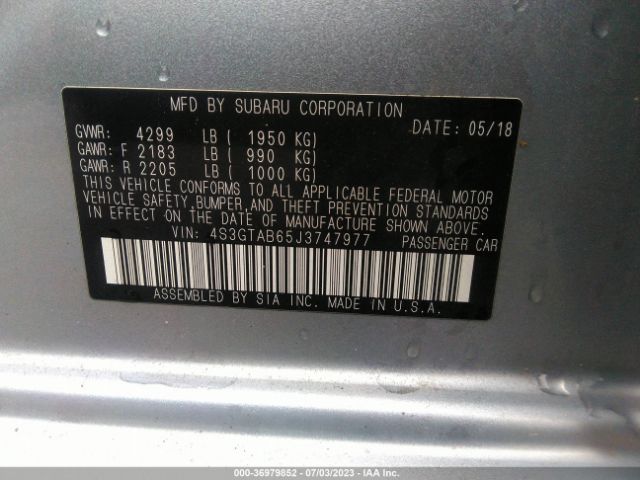 MFD BY SUBARU CORPORATION
GVWR: 4299 LB ( 1950 KG) DATE: 05/18
GAWR: F 2183 LB ( 990 KG)
GAWR: R 2205 LB ( 1000 KG)
THIS VEHICLE CONFORMS TO ALL APPLICABLE FEDERAL MOTOR
VEHICLE SAFETY,BUMPER,AND THEFT PREVENTION STANDARDS
IN EFFECT ON THE DATE OF MANUFACTURE SHOWN ABOVE.
VIN: 4S3GTAB65J3747977 PASSENGER CAR
ASSEMBLED BY SIA INC. MADE IN U.S.A.
000-36979852 - 07/03/2023 - IAA Inc.